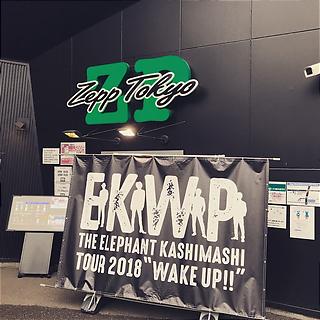 ZP
Zepp Tokyo
EKWP
THE ELEPHANT KASHIMASHI
TOUR 2018 "WAKE UP!!"